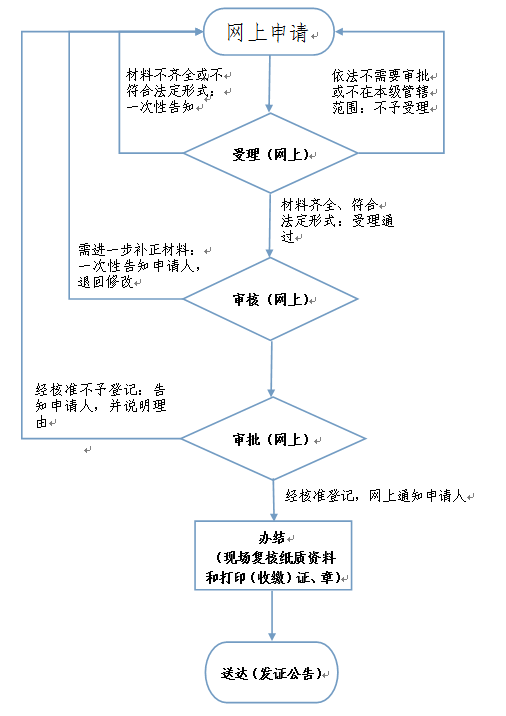 网上申请
材料不齐全或不
符合法定形式：
一次性告知
依法不需要审批
或不在本级管辖
范围：不予受理
受理（网上）
材料齐全、符合
法定形式：受理通
过
需进一步补正材料：
一次性告知申请人，
退回修改
审核（网上）
经核准不予登记：告
知申请人，并说明理
由
审批（网上）
经核准登记，网上通知申请人
办结
（现场复核纸质资料
和打印（收缴）证、章）
送达（发证公告）